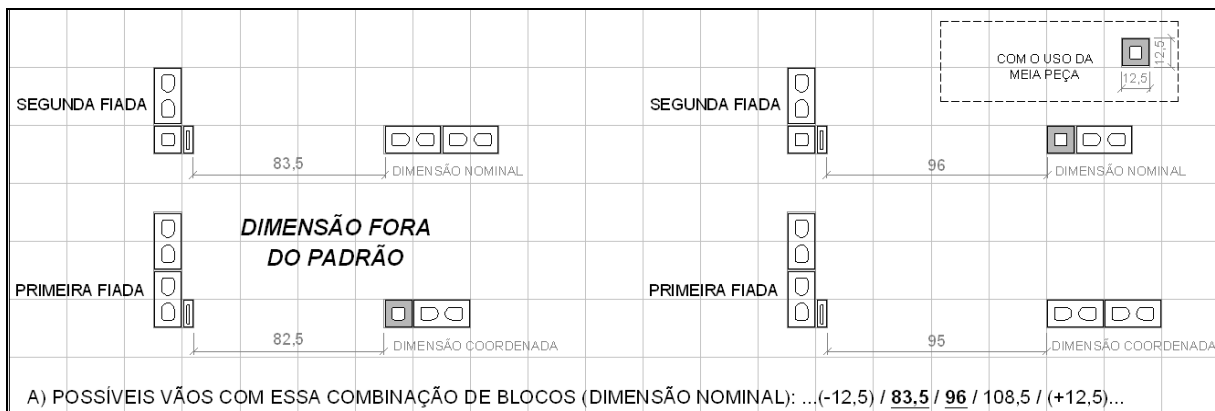 COM O USO DA
MEIA PEÇA
12,5
12,5
SEGUNDA FIADA
83,5
DIMENSÃO NOMINAL
SEGUNDA FIADA
96
DIMENSÃO NOMINAL
DIMENSÃO FORA
DO PADRÃO
PRIMEIRA FIADA
82,5
DIMENSÃO COORDENADA
PRIMEIRA FIADA
95
DIMENSÃO COORDENADA
A) POSSÍVEIS VÃOS COM ESSA COMBINAÇÃO DE BLOCOS (DIMENSÃO NOMINAL): ...(-12,5) / 83,5 / 96 / 108,5 / (+12,5)...